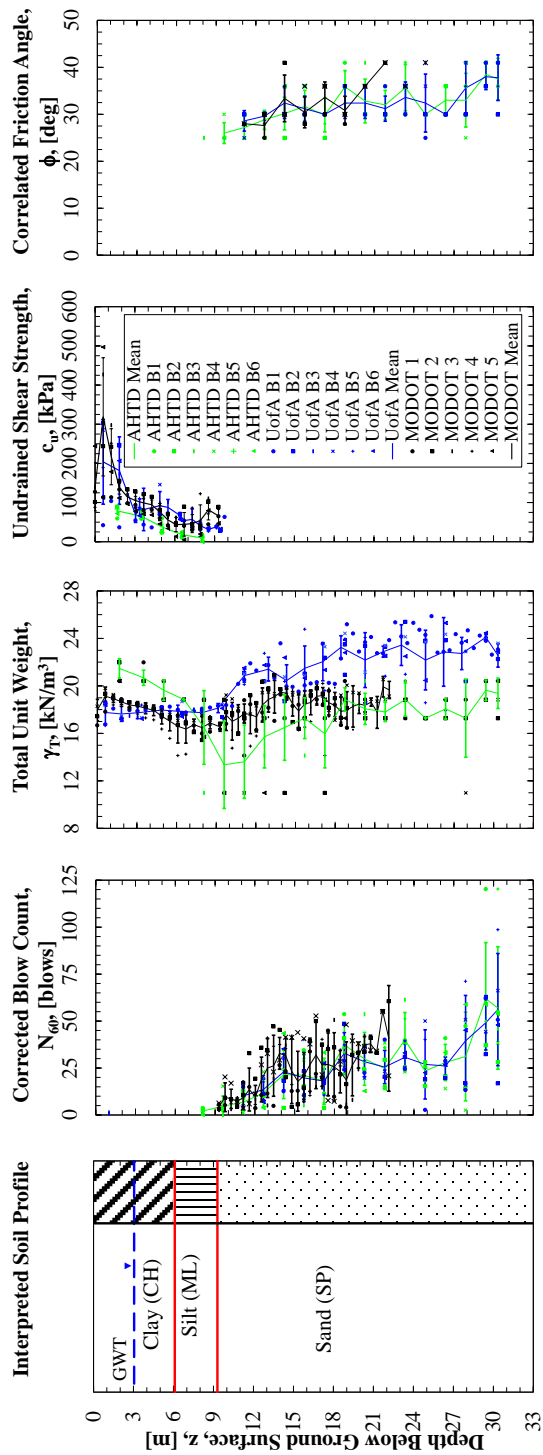 Interpreted Soil Profile
Depth Below Ground Surface, z, [m]
0
3
6
9
12
15
18
21
24
27
30
33
GWT
Clay (CH)
Silt (ML)
Sand (SP)
Corrected Blow Count,
N60, [blows]
0
25
50
75
100
125
Total Unit Weight,
γT, [kN/m³]
8
12
16
20
24
28
Undrained Shear Strength,
cu, [kPa]
0
100
200
300
400
500
600
AHTD Mean
AHTD B1
AHTD B2
AHTD B3
AHTD B4
AHTD B5
AHTD B6
UofA B1
UofA B2
UofA B3
UofA B4
UofA B5
UofA B6
UofA Mean
MODOT 1
MODOT 2
MODOT 3
MODOT 4
MODOT 5
MODOT Mean
Correlated Friction Angle,
ϕ, [deg]
0
10
20
30
40
50